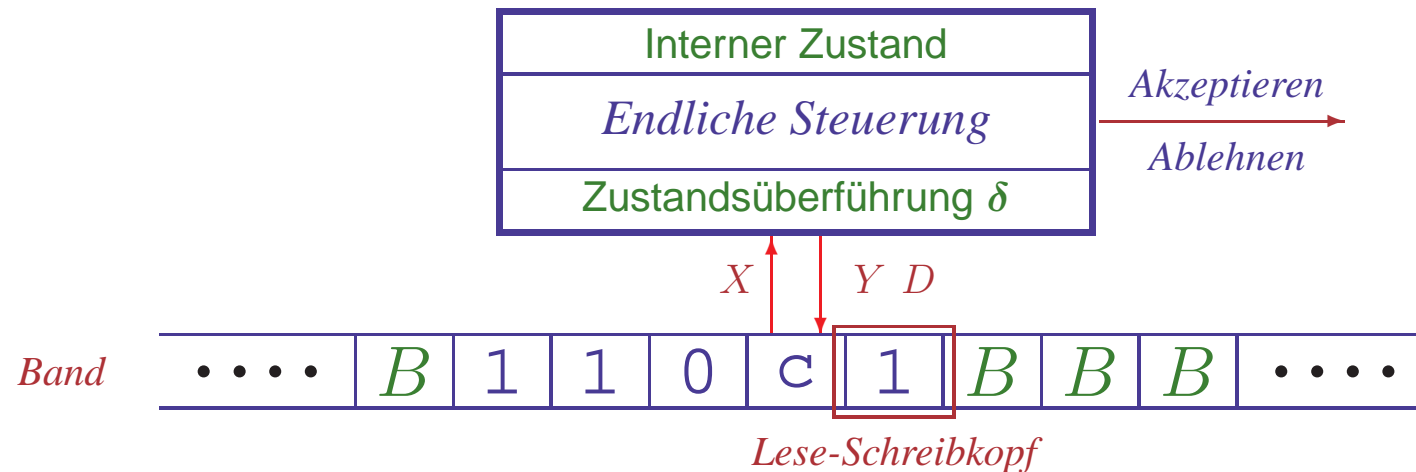 Interner Zustand
Endliche Steuerung
Zustandsüberführung δ
Akzeptieren
Ablehnen
X Y D
Band •••• B 1 1 0 c 1 B B B ••••
Lese-Schreibkopf